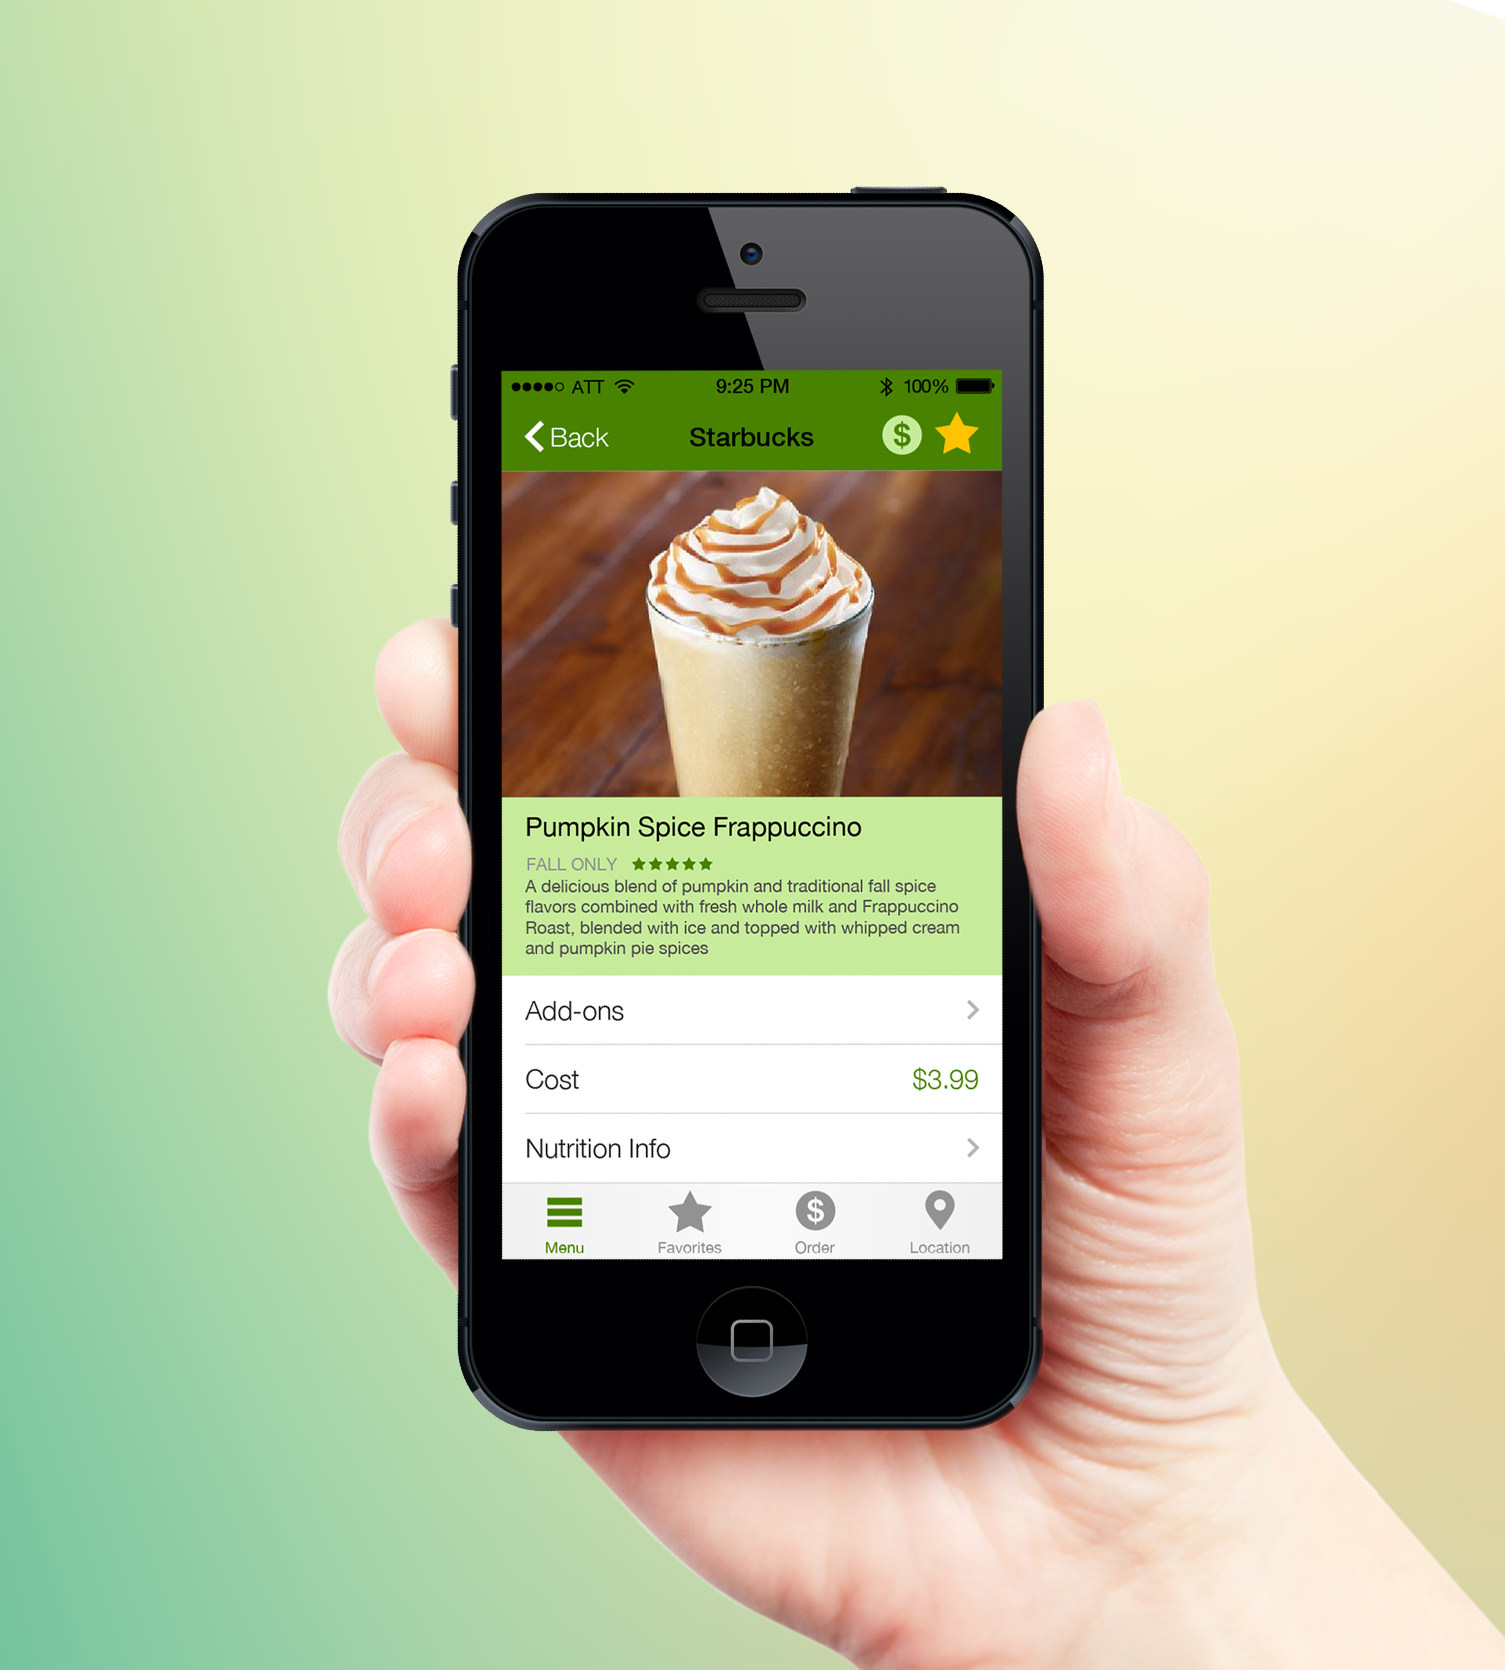 ATT 9:25 PM 100%
Back Starbucks $
Pumpkin Spice Frappuccino
FALL ONLY
A delicious blend of pumpkin and traditional fall spice
flavors combined with fresh whole milk and Frappuccino
Roast, blended with ice and topped with whipped cream
and pumpkin pie spices
Add-ons
Cost $3.99
Nutrition Info
$
Menu Favorites Order Location